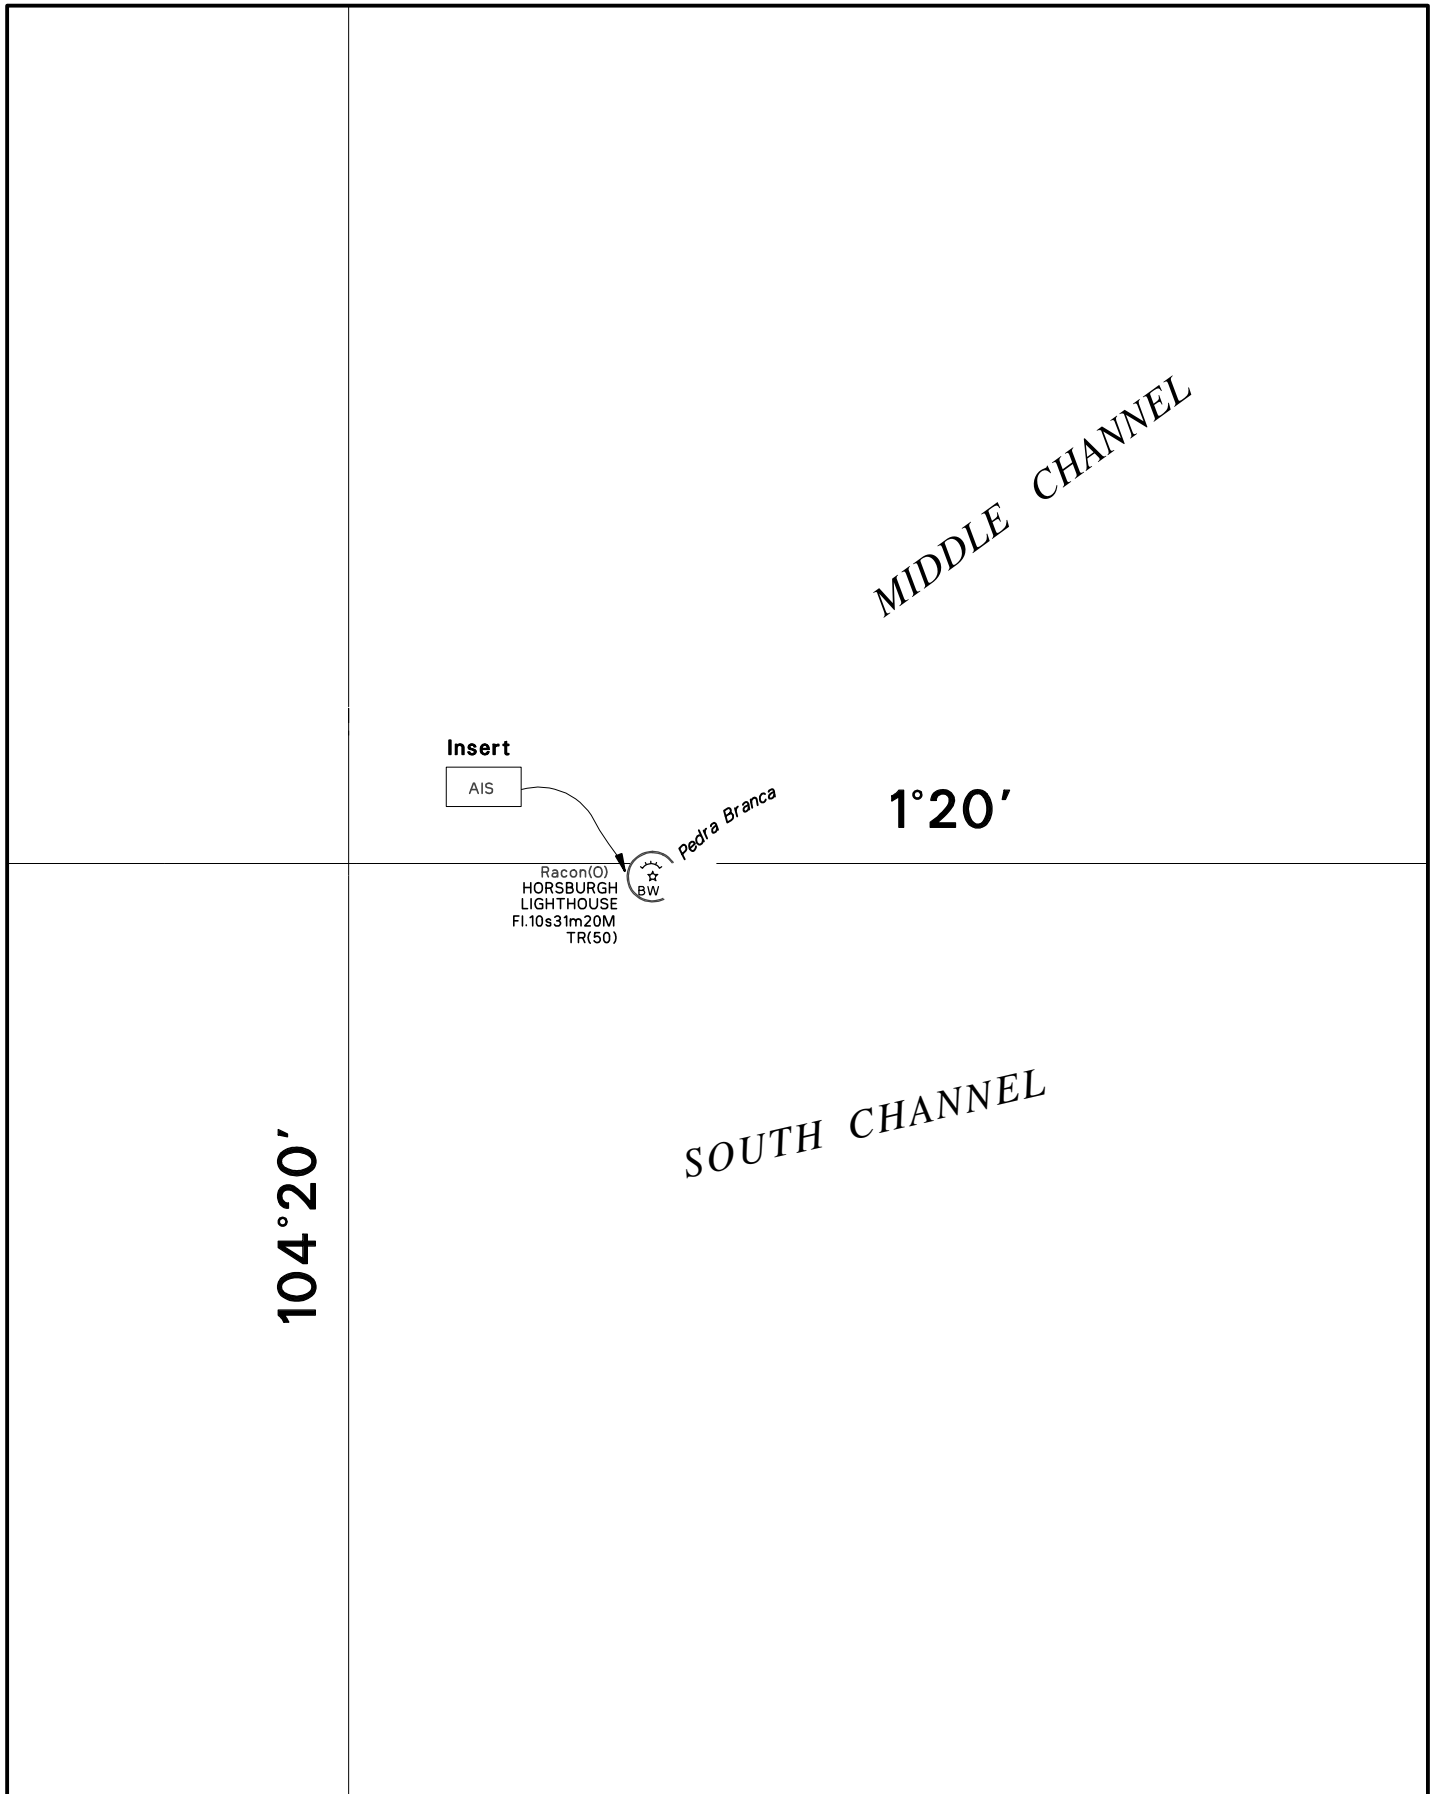 MIDDLE CHANNEL
Insert
AIS
Pedra Branca
1°20′
Racon(O)
HORSBURGH
LIGHTHOUSE
Fl.10s31m20M
TR(50)
BW
SOUTH CHANNEL
104°20′